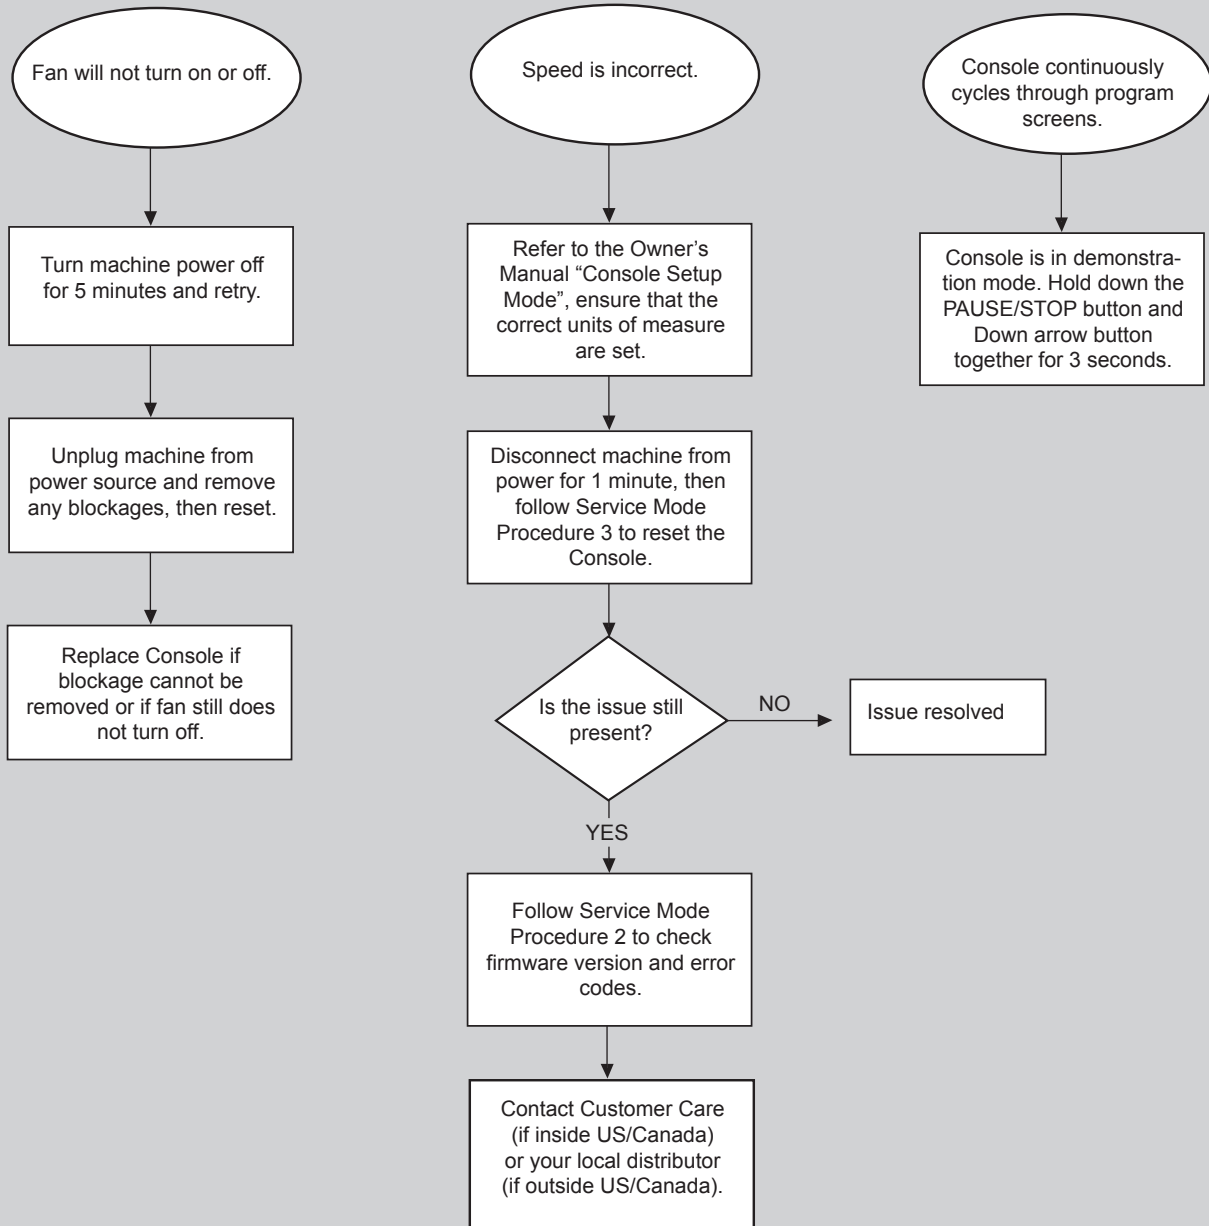 Fan will not turn on or off.
Turn machine power off
for 5 minutes and retry.
Unplug machine from
power source and remove
any blockages, then reset.
Replace Console if
blockage cannot be
removed or if fan still does
not turn off.
Speed is incorrect.
Refer to the Owner’s
Manual “Console Setup
Mode”, ensure that the
correct units of measure
are set.
Disconnect machine from
power for 1 minute, then
follow Service Mode
Procedure 3 to reset the
Console.
Is the issue still
present?
NO
Issue resolved
YES
Follow Service Mode
Procedure 2 to check
firmware version and error
codes.
Contact Customer Care
(if inside US/Canada)
or your local distributor
(if outside US/Canada).
Console continuously
cycles through program
screens.
Console is in demonstra-
tion mode. Hold down the
PAUSE/STOP button and
Down arrow button
together for 3 seconds.